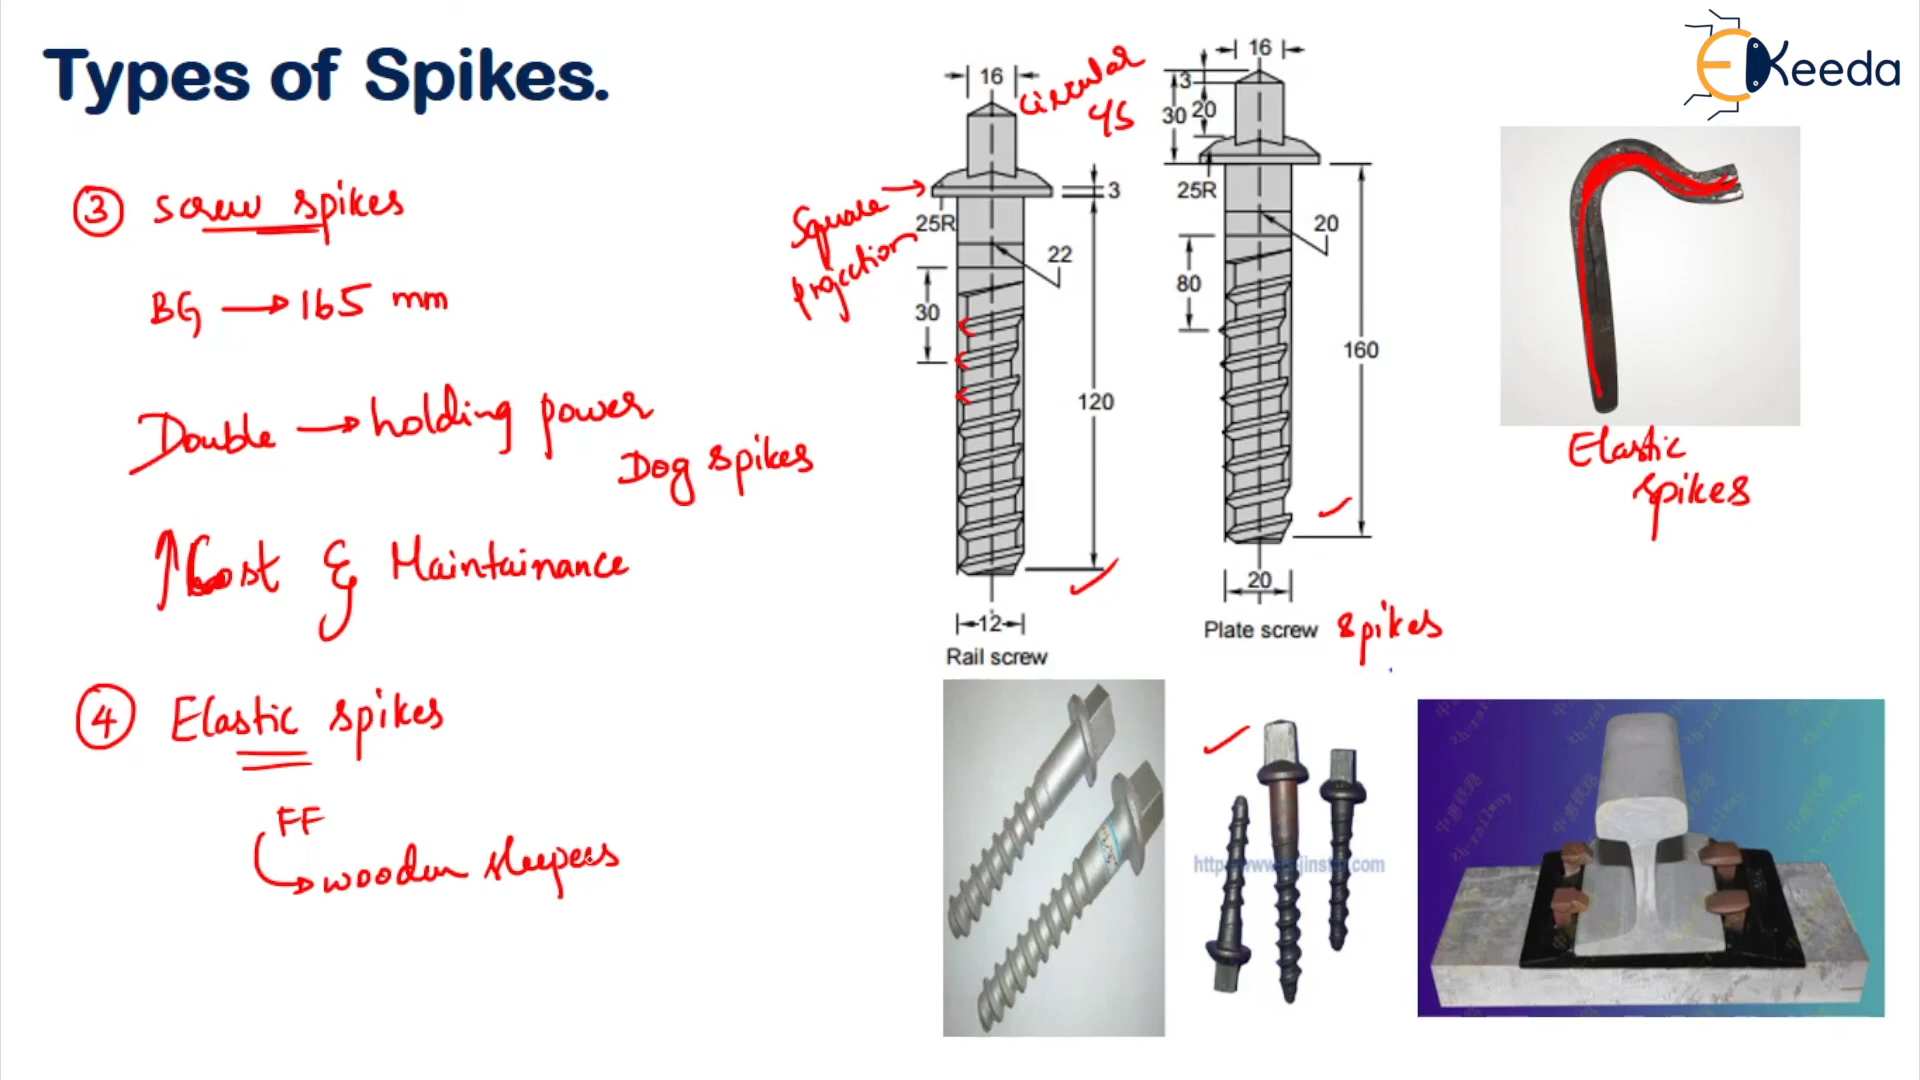 Types of Spikes.
EKeeda
③ screw spikes
BG → 165 mm
Double → holding power
Dog spikes
↑ Cost & Maintainance
④ Elastic spikes
FF
wooden sleepers
circular
Square
projection
16
3
25R
22
30
120
12
Rail screw
16
3
30 20
25R
20
80
160
20
Plate screw spikes
Elastic
spikes